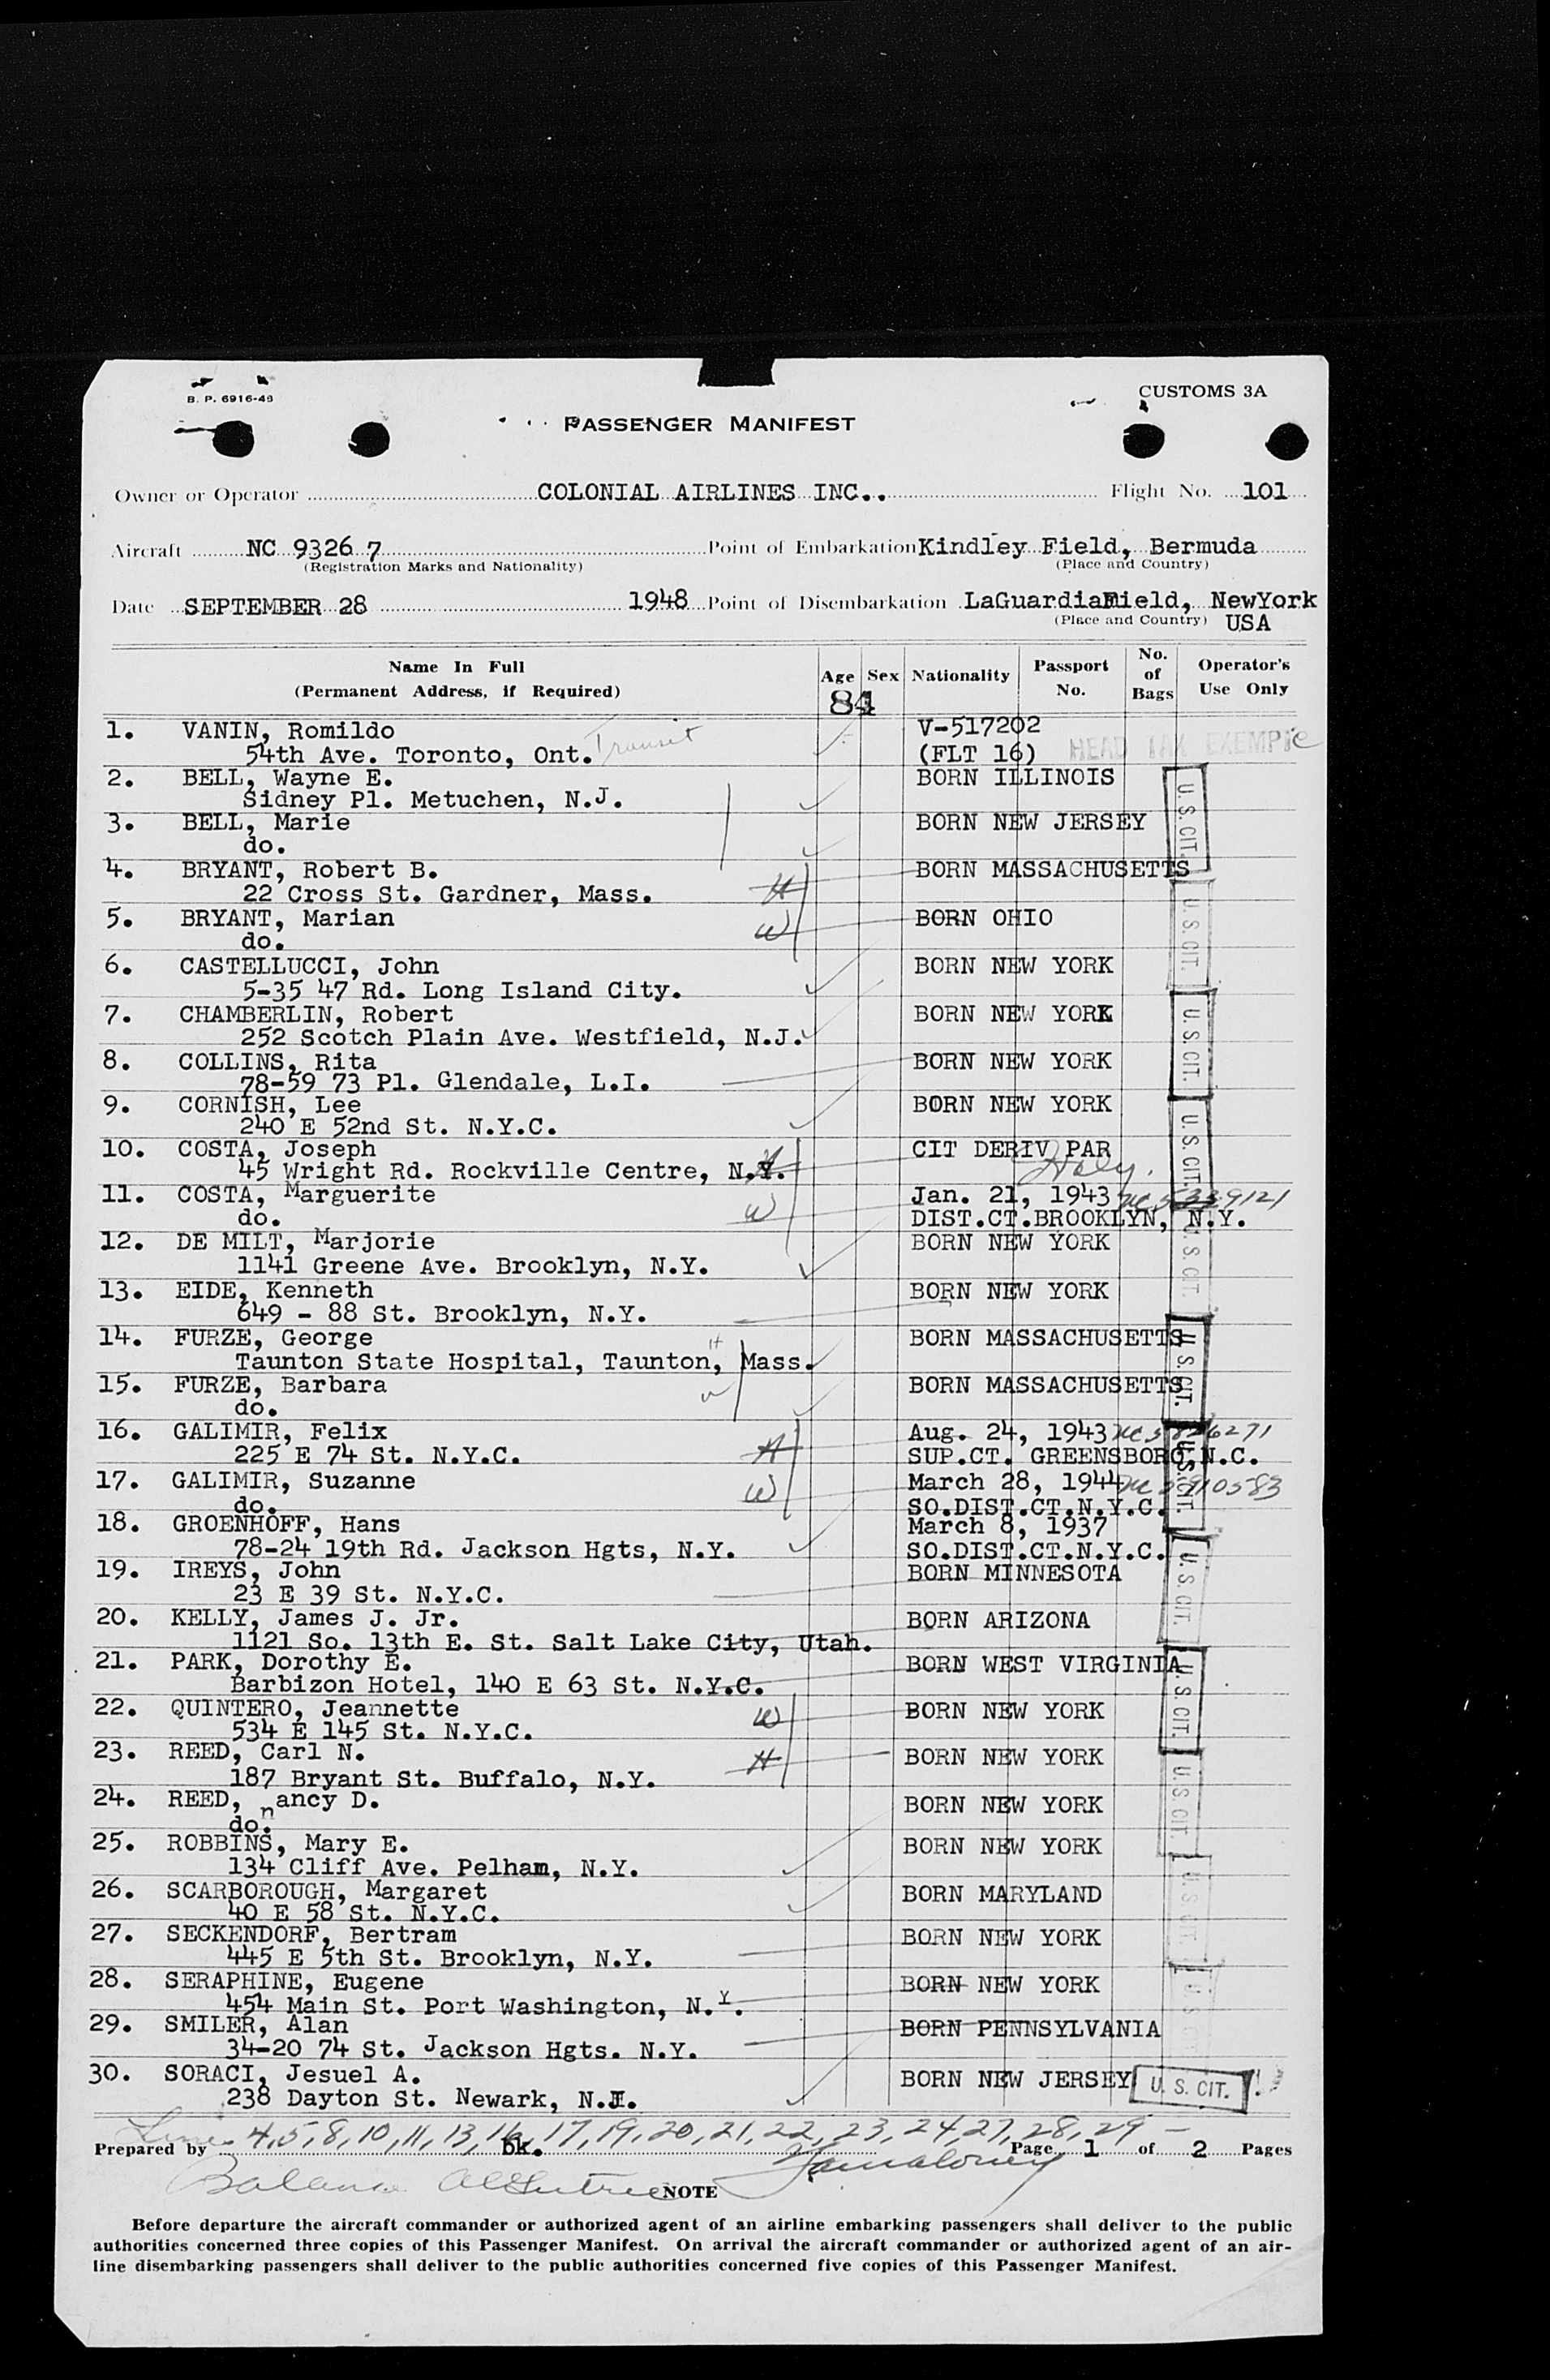 B. P. 6916-46
CUSTOMS 3A
PASSENGER MANIFEST
Owner or Operator COLONIAL AIRLINES INC.. Flight No. 101
Aircraft NC 9326 7 Point of Embarkation Kindley Field, Bermuda
(Registration Marks and Nationality) (Place and Country)
Date SEPTEMBER 28 1948 Point of Disembarkation LaGuardia Field, NewYork
(Place and Country) USA
Name In Full
(Permanent Address, if Required)
Age Sex Nationality Passport No. No. of Bags Operator's Use Only
84
1. VANIN, Romildo V-517202
54th Ave. Toronto, Ont. Transit (FLT 16) HEAD TAX EXEMPT
2. BELL, Wayne E. BORN ILLINOIS
Sidney Pl. Metuchen, N.J. U.S. CIT.
3. BELL, Marie BORN NEW JERSEY
do.
4. BRYANT, Robert B. BORN MASSACHUSETTS
22 Cross St. Gardner, Mass. H
5. BRYANT, Marian BORN OHIO U.S. CIT.
do. W
6. CASTELLUCCI, John BORN NEW YORK
5-35 47 Rd. Long Island City.
7. CHAMBERLIN, Robert BORN NEW YORK
252 Scotch Plain Ave. Westfield, N.J. U.S. CIT.
8. COLLINS, Rita BORN NEW YORK
78-59 73 Pl. Glendale, L.I.
9. CORNISH, Lee BORN NEW YORK
240 E 52nd St. N.Y.C.
10. COSTA, Joseph CIT DERIV PAR U.S. CIT.
45 Wright Rd. Rockville Centre, N.Y. H Italy.
11. COSTA, Marguerite Jan. 21, 1943
do. W DIST.CT.BROOKLYN, N.Y.
12. DE MILT, Marjorie BORN NEW YORK
1141 Greene Ave. Brooklyn, N.Y. U.S. CIT.
13. EIDE, Kenneth BORN NEW YORK
649 - 88 St. Brooklyn, N.Y.
14. FURZE, George BORN MASSACHUSETTS
Taunton State Hospital, Taunton, Mass. H U.S. CIT.
15. FURZE, Barbara BORN MASSACHUSETTS
do. W
16. GALIMIR, Felix Aug. 24, 1943
225 E 74 St. N.Y.C. H SUP.CT. GREENSBORO, N.C.
17. GALIMIR, Suzanne March 28, 1944 U.S. CIT.
do. W SO.DIST.CT.N.Y.C.
18. GROENHOFF, Hans March 8, 1937
78-24 19th Rd. Jackson Hgts, N.Y. SO.DIST.CT.N.Y.C.
19. IREYS, John BORN MINNESOTA
23 E 39 St. N.Y.C. U.S. CIT.
20. KELLY, James J. Jr. BORN ARIZONA
1121 So. 13th E. St. Salt Lake City, Utah.
21. PARK, Dorothy E. BORN WEST VIRGINIA
Barbizon Hotel, 140 E 63 St. N.Y.C.
22. QUINTERO, Jeannette BORN NEW YORK U.S. CIT.
534 E 145 St. N.Y.C. W
23. REED, Carl N. BORN NEW YORK
187 Bryant St. Buffalo, N.Y. H
24. REED, nancy D. BORN NEW YORK U.S. CIT.
do.
25. ROBBINS, Mary E. BORN NEW YORK
134 Cliff Ave. Pelham, N.Y.
26. SCARBOROUGH, Margaret BORN MARYLAND U.S. CIT.
40 E 58 St. N.Y.C.
27. SECKENDORF, Bertram BORN NEW YORK
445 E 5th St. Brooklyn, N.Y.
28. SERAPHINE, Eugene BORN NEW YORK
454 Main St. Port Washington, N.Y. U.S. CIT.
29. SMILER, Alan BORN PENNSYLVANIA
34-20 74 St. Jackson Hgts. N.Y.
30. SORACI, Jesuel A. BORN NEW JERSEY U. S. CIT.
238 Dayton St. Newark, N.J.
Lines 4,5,8,10,11,13,16,17,19,20,21,22,23,24,27,28,29 -
Prepared by bk. Page 1 of 2 Pages
Balance
NOTE
Before departure the aircraft commander or authorized agent of an airline embarking passengers shall deliver to the public
authorities concerned three copies of this Passenger Manifest. On arrival the aircraft commander or authorized agent of an air-
line disembarking passengers shall deliver to the public authorities concerned five copies of this Passenger Manifest.